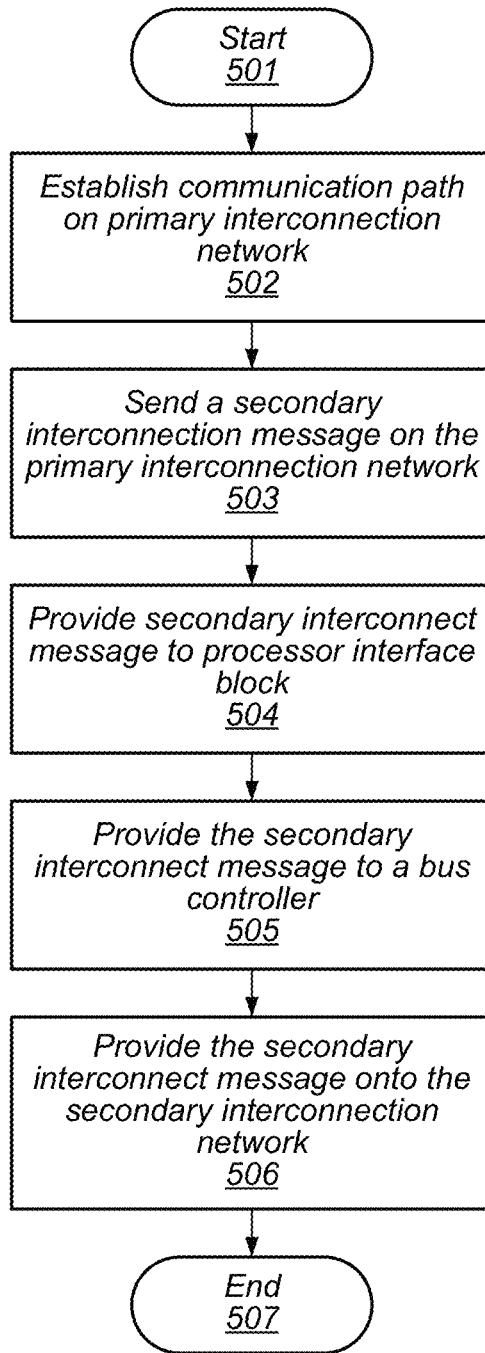 Start
501
Establish communication path
on primary interconnection
network
502
Send a secondary
interconnection message on the
primary interconnection network
503
Provide secondary interconnect
message to processor interface
block
504
Provide the secondary
interconnect message to a bus
controller
505
Provide the secondary
interconnect message onto the
secondary interconnection
network
506
End
507